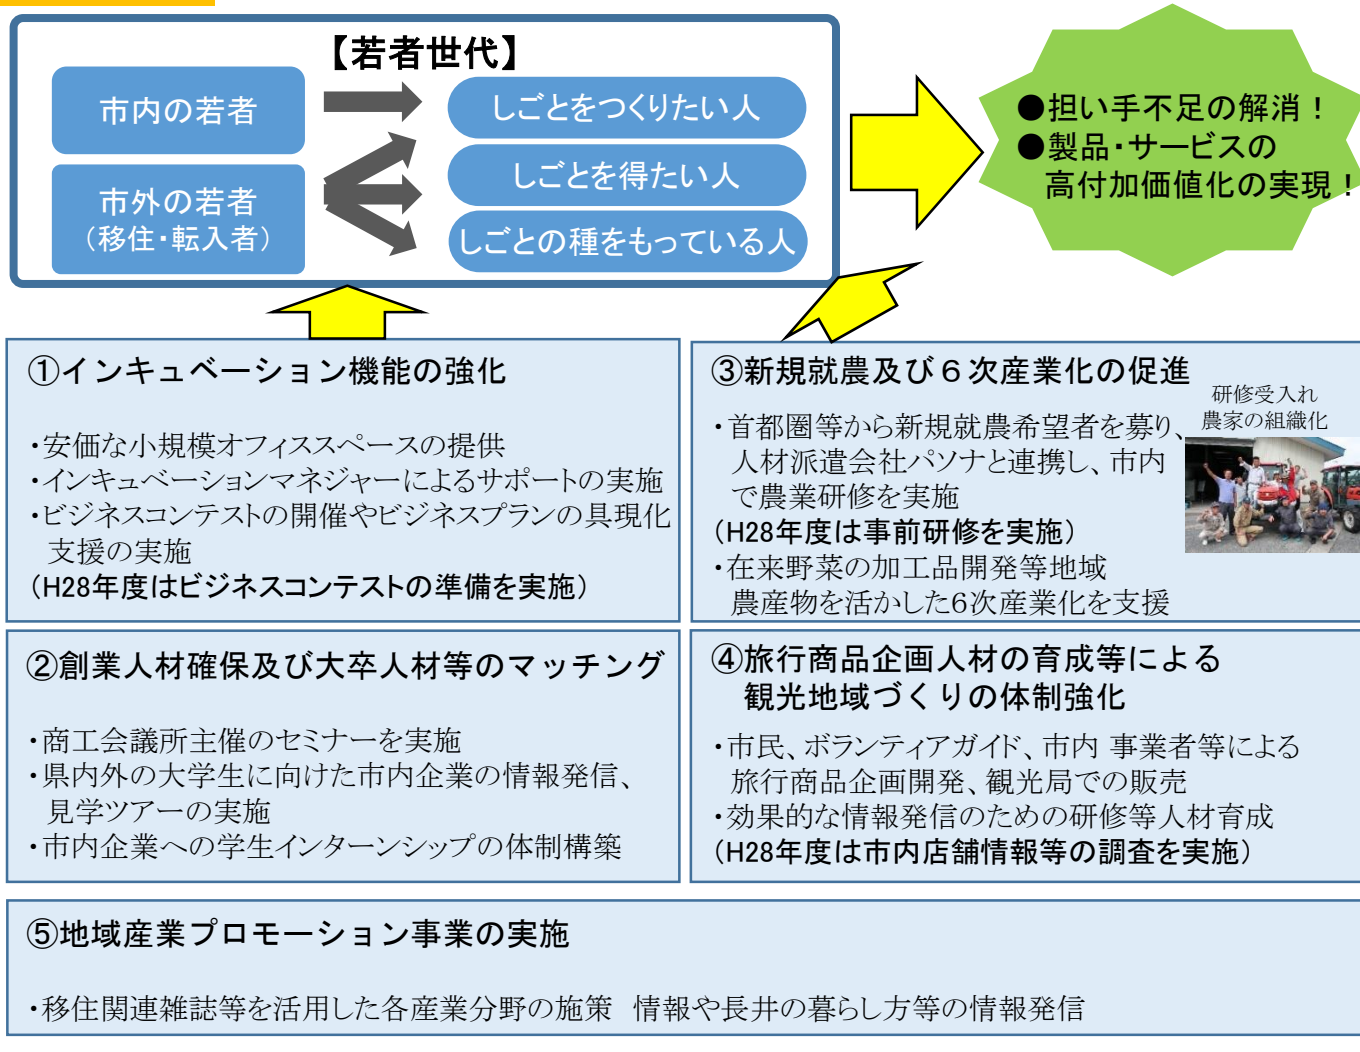 【若者世代】
市内の若者
市外の若者
（移住・転入者）
しごとをつくりたい人
しごとを得たい人
しごとの種をもっている人
●担い手不足の解消！
●製品・サービスの
高付加価値化の実現！
①インキュベーション機能の強化
・安価な小規模オフィススペースの提供
・インキュベーションマネジャーによるサポートの実施
・ビジネスコンテストの開催やビジネスプランの具現化
支援の実施
（H28年度はビジネスコンテストの準備を実施）
②創業人材確保及び大卒人材等のマッチング
・商工会議所主催のセミナーを実施
・県内外の大学生に向けた市内企業の情報発信、
見学ツアーの実施
・市内企業への学生インターンシップの体制構築
③新規就農及び６次産業化の促進
研修受入れ
農家の組織化
・首都圏等から新規就農希望者を募り、
人材派遣会社パソナと連携し、市内
で農業研修を実施
（H28年度は事前研修を実施）
・在来野菜の加工品開発等地域
農産物を活かした６次産業化を支援
④旅行商品企画人材の育成等による
観光地域づくりの体制強化
・市民、ボランティアガイド、市内 事業者等による
旅行商品企画開発、観光局での販売
・効果的な情報発信のための研修等人材育成
（H28年度は市内店舗情報等の調査を実施）
⑤地域産業プロモーション事業の実施
・移住関連雑誌等を活用した各産業分野の施策　情報や長井の暮らし方等の情報発信